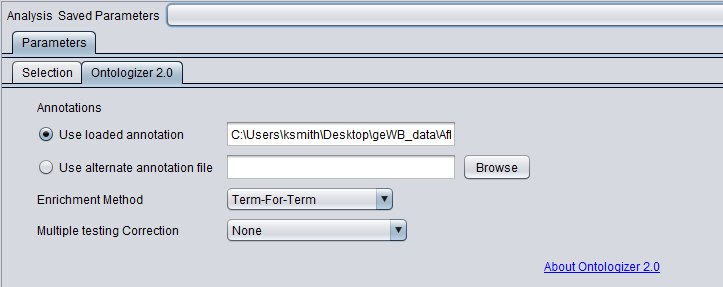 Analysis Saved Parameters
Parameters
Selection Ontologizer 2.0
Annotations
Use loaded annotation C:\Users\ksmith\Desktop\geWB_data\Aff
Use alternate annotation file Browse
Enrichment Method Term-For-Term
Multiple testing Correction None
About Ontologizer 2.0